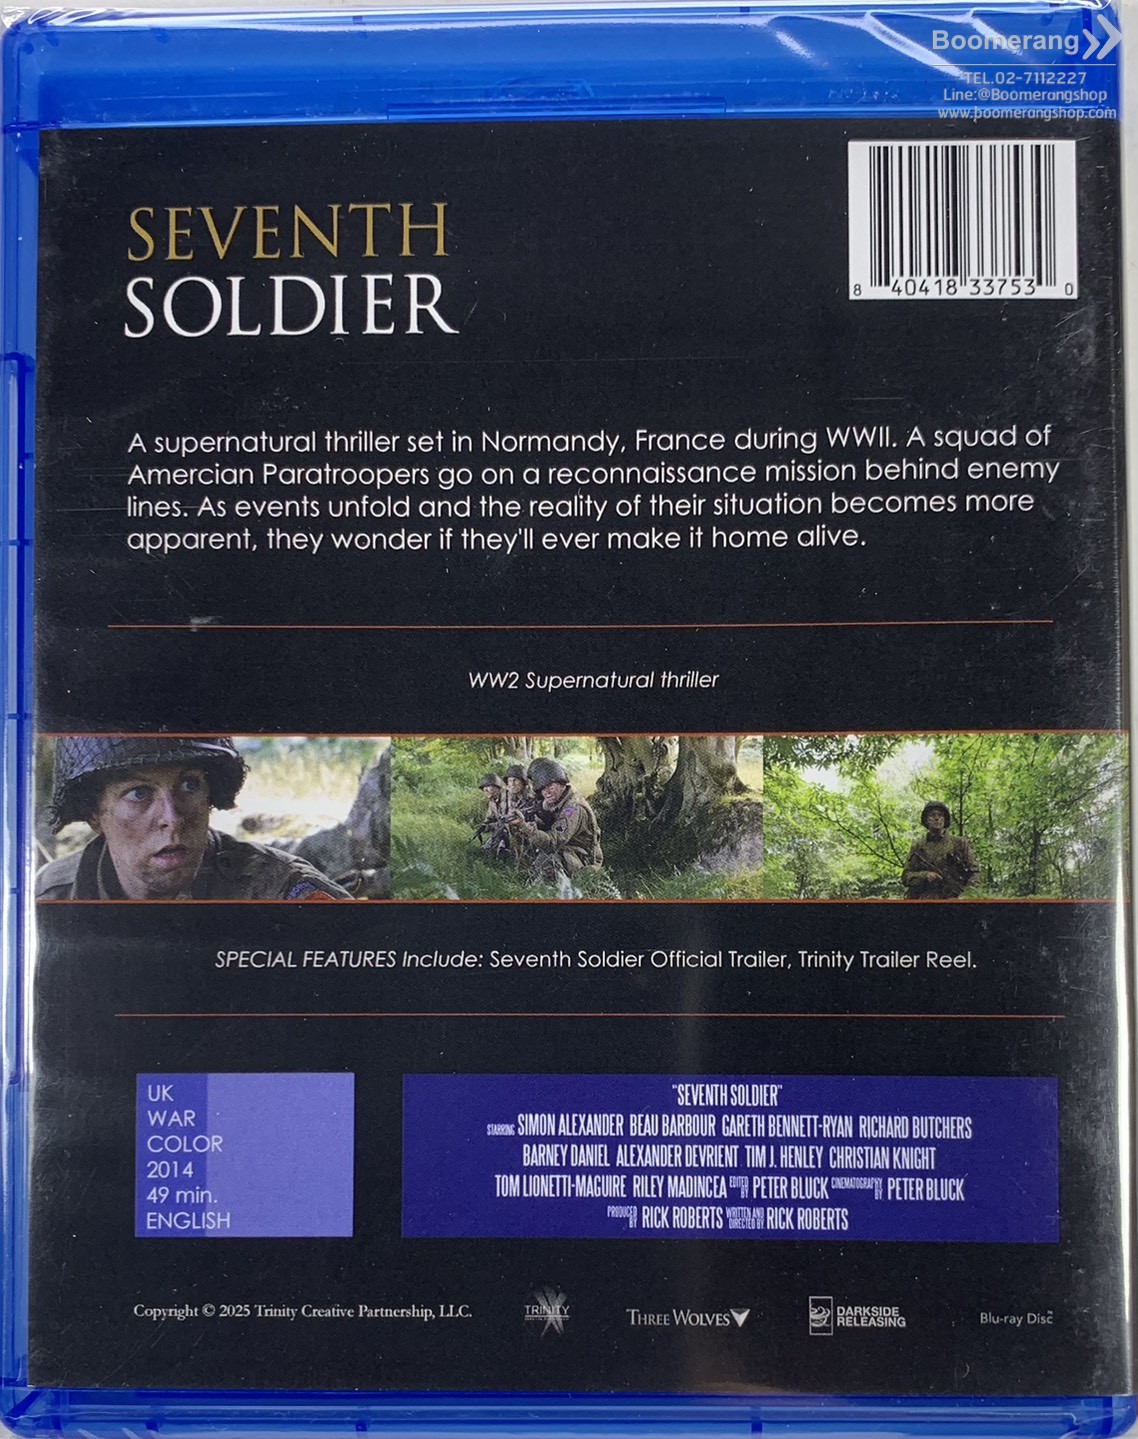 Boomerang
TEL.02-7112227
Line:@Boomerangshop
www.boomerangshop.com
8 40418 33753 0
SEVENTH
SOLDIER
A supernatural thriller set in Normandy, France during WWII. A squad of
Amercian Paratroopers go on a reconnaissance mission behind enemy
lines. As events unfold and the reality of their situation becomes more
apparent, they wonder if they'll ever make it home alive.
WW2 Supernatural thriller
SPECIAL FEATURES Include: Seventh Soldier Official Trailer, Trinity Trailer Reel.
UK
WAR
COLOR
2014
49 min.
ENGLISH
"SEVENTH SOLDIER"
STARRING SIMON ALEXANDER BEAU BARBOUR GARETH BENNETT-RYAN RICHARD BUTCHERS
BARNEY DANIEL ALEXANDER DEVRIENT TIM J. HENLEY CHRISTIAN KNIGHT
TOM LIONETTI-MAGUIRE RILEY MADINCEA EDITED BY PETER BLUCK CINEMATOGRAPHY BY PETER BLUCK
PRODUCED BY RICK ROBERTS WRITTEN AND DIRECTED BY RICK ROBERTS
Copyright © 2025 Trinity Creative Partnership, LLC.
TRINITY
THREE WOLVES
DARKSIDE
RELEASING
Blu-ray Disc™